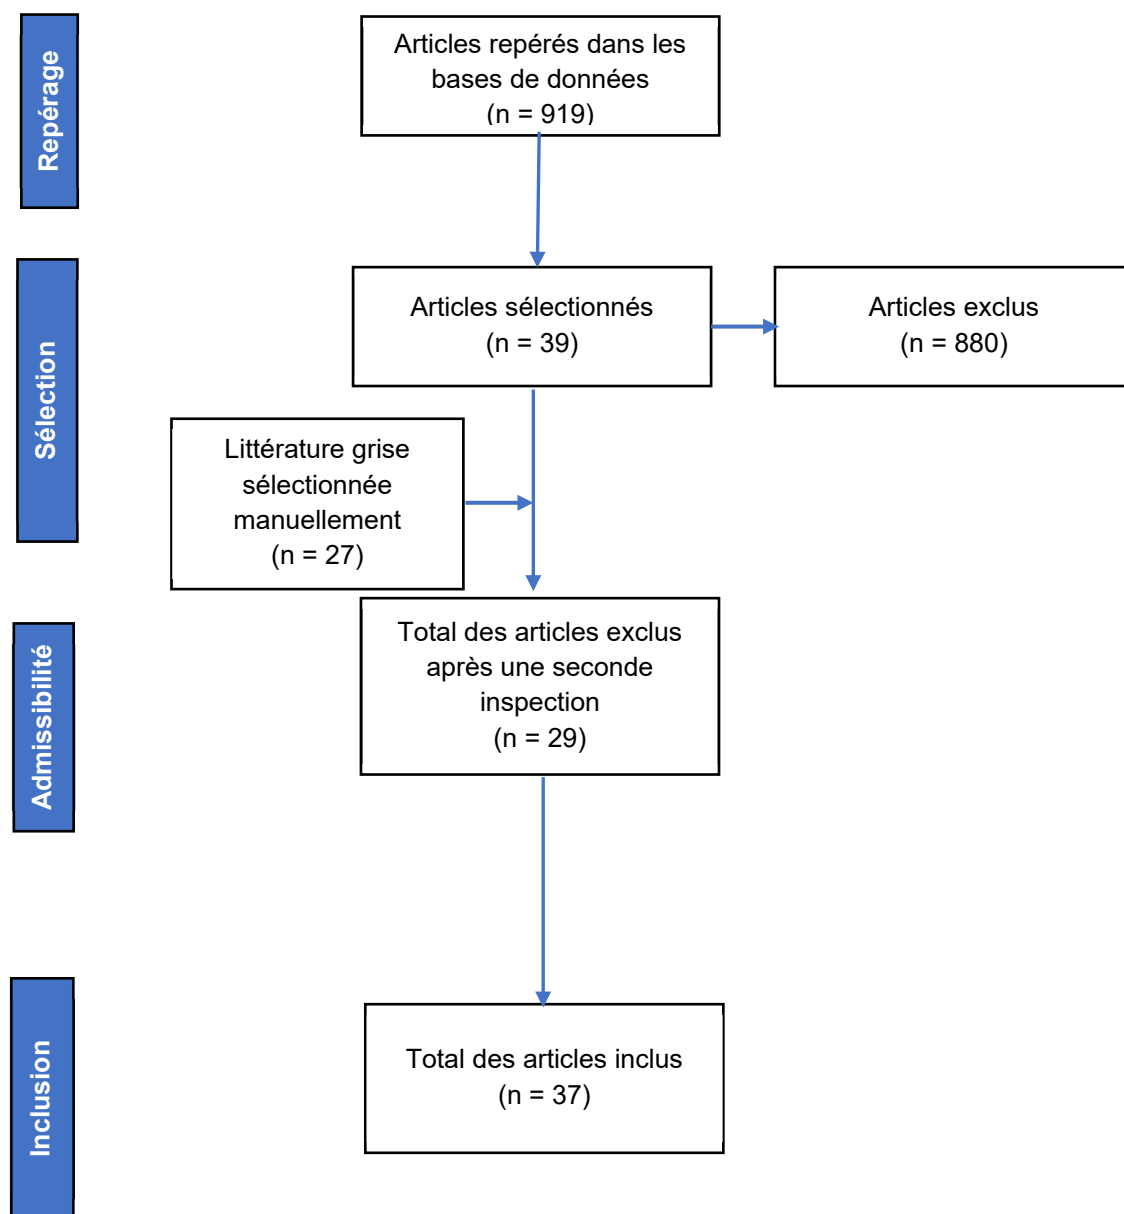 Repérage
Articles repérés dans les
bases de données
(n = 919)
Sélection
Articles sélectionnés
(n = 39)
Articles exclus
(n = 880)
Littérature grise
sélectionnée
manuellement
(n = 27)
Admissibilité
Total des articles exclus
après une seconde
inspection
(n = 29)
Inclusion
Total des articles inclus
(n = 37)